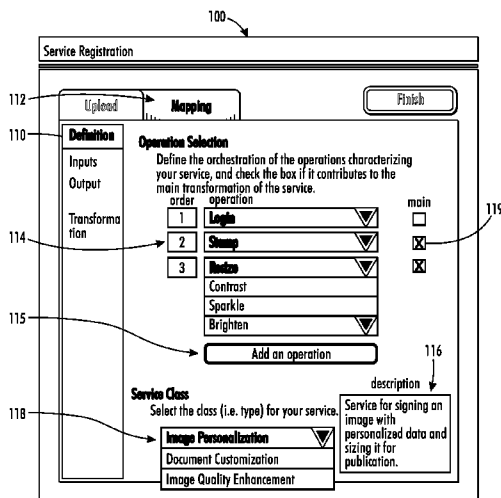 100
Service Registration
112
Upload
Mapping
Finish
110
Definition
Inputs
Output
Transforma
tion
Operation Selection
Define the orchestration of the operations characterizing
your service, and check the box if it contributes to the
main transformation of the service.
order operation main
1 Login
119
114
2 Stamp X
3 Resize X
Contrast
Sparkle
Brighten
115
Add an operation
116
description
Service Class
Select the class (i.e. type) for your service.
118
Image Personalization
Document Customization
Image Quality Enhancement
Service for signing an
image with
personalized data and
sizing it for
publication.